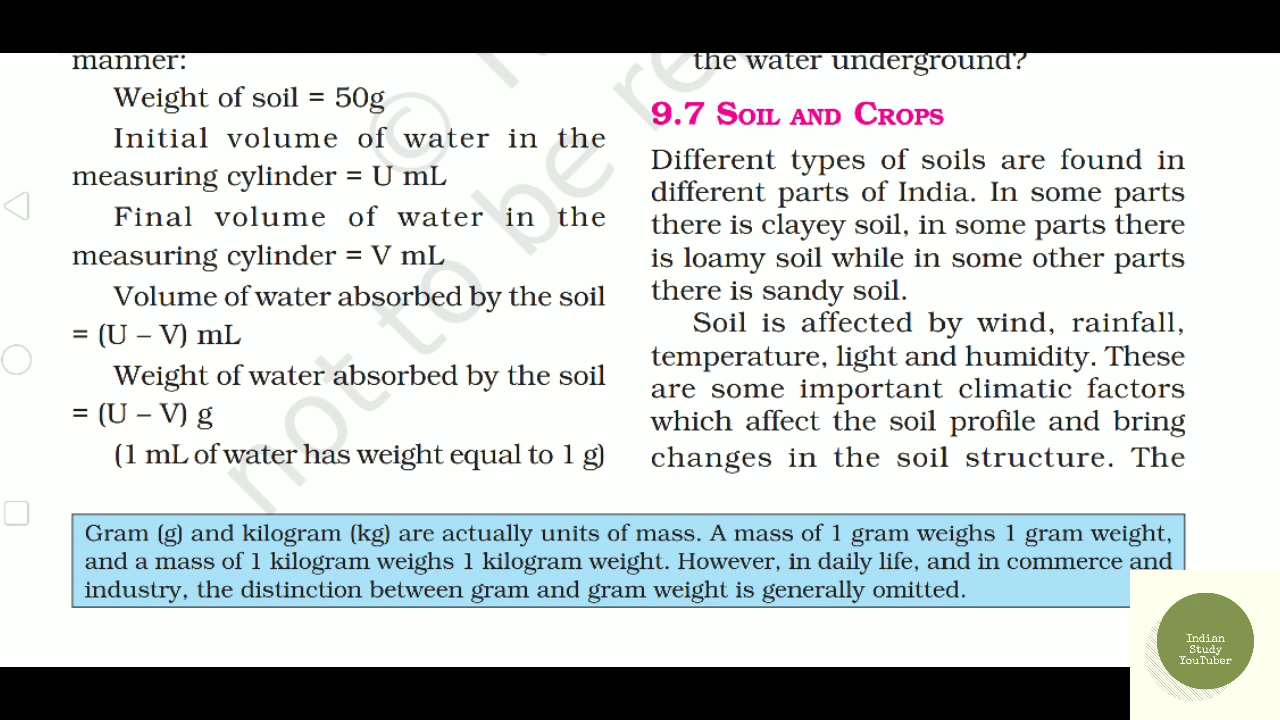 manner:
Weight of soil = 50g
Initial volume of water in the
measuring cylinder = U mL
Final volume of water in the
measuring cylinder = V mL
Volume of water absorbed by the soil
= (U – V) mL
Weight of water absorbed by the soil
= (U – V) g
(1 mL of water has weight equal to 1 g)
the water underground?
9.7 SOIL AND CROPS
Different types of soils are found in
different parts of India. In some parts
there is clayey soil, in some parts there
is loamy soil while in some other parts
there is sandy soil.
Soil is affected by wind, rainfall,
temperature, light and humidity. These
are some important climatic factors
which affect the soil profile and bring
changes in the soil structure. The
Gram (g) and kilogram (kg) are actually units of mass. A mass of 1 gram weighs 1 gram weight,
and a mass of 1 kilogram weighs 1 kilogram weight. However, in daily life, and in commerce and
industry, the distinction between gram and gram weight is generally omitted.
©
not to be re
Indian
Study
YouTuber